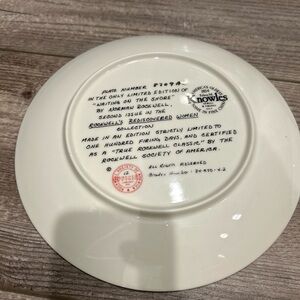 PLATE NUMBER 8709A
IN THE ONLY LIMITED EDITION OF
"WAITING ON THE SHORE"
BY NORMAN ROCKWELL,
SECOND ISSUE IN THE
ROCKWELL'S REDISCOVERED WOMEN
COLLECTION
MADE IN AN EDITION STRICTLY LIMITED TO
ONE HUNDRED FIRING DAYS, AND CERTIFIED
AS A "TRUE ROCKWELL CLASSIC" BY THE
ROCKWELL SOCIETY OF AMERICA.
©
ALL RIGHTS RESERVED
Knowles